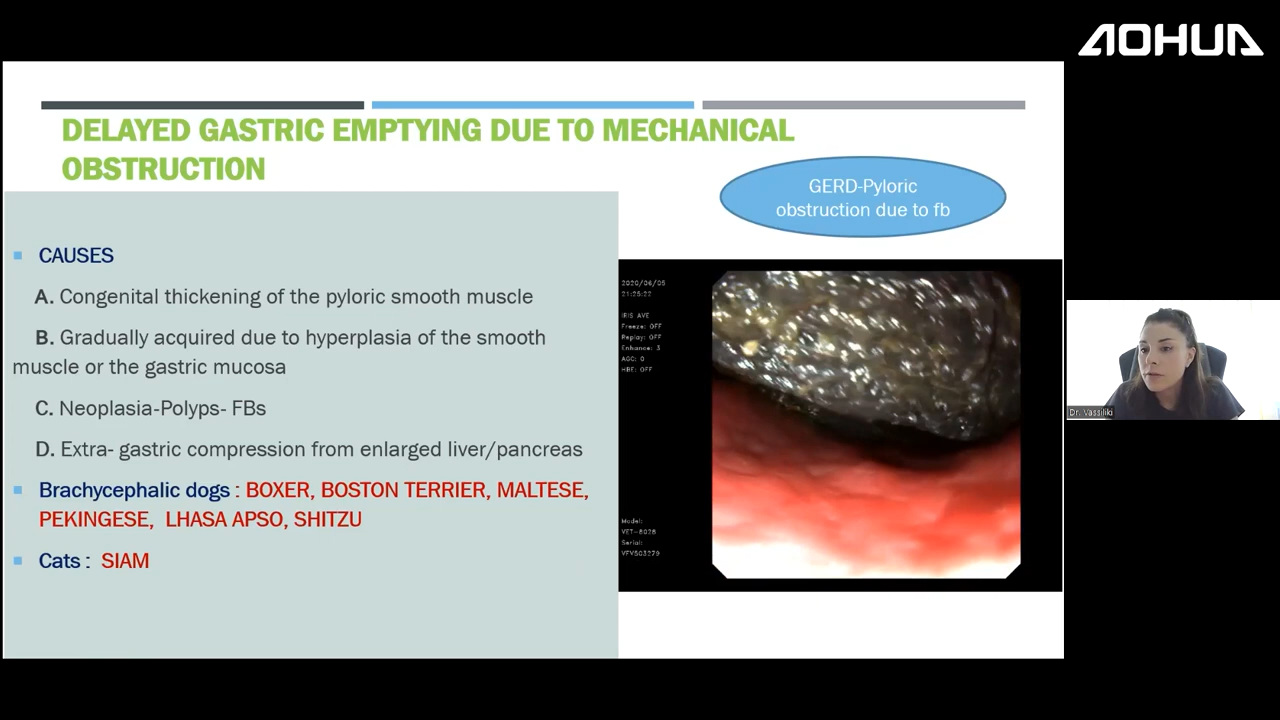 AOHUA
DELAYED GASTRIC EMPTYING DUE TO MECHANICAL
OBSTRUCTION
GERD-Pyloric
obstruction due to fb
CAUSES
A. Congenital thickening of the pyloric smooth muscle
B. Gradually acquired due to hyperplasia of the smooth
muscle or the gastric mucosa
C. Neoplasia-Polyps- FBs
D. Extra- gastric compression from enlarged liver/pancreas
Brachycephalic dogs : BOXER, BOSTON TERRIER, MALTESE,
PEKINGESE, LHASA APSO, SHITZU
Cats : SIAM
2020/06/05
21:25:22
IRIS AVE
Freeze: OFF
Replay: OFF
Enhance: 3
AGC: 0
HBE: OFF
Model:
VET-8028
Serial:
VFV503279
Dr. Vassiliki